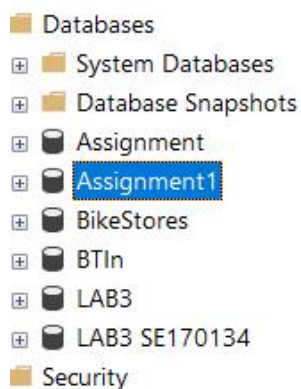 Databases
System Databases
Database Snapshots
Assignment
Assignment1
BikeStores
BTIn
LAB3
LAB3 SE170134
Security